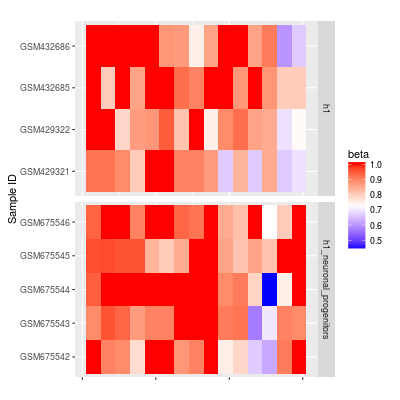 Sample ID
GSM432686
GSM432685
GSM429322
GSM429321
h1
GSM675546
GSM675545
GSM675544
GSM675543
GSM675542
h1_neuronal_progenitors
beta
1.0
0.9
0.8
0.7
0.6
0.5